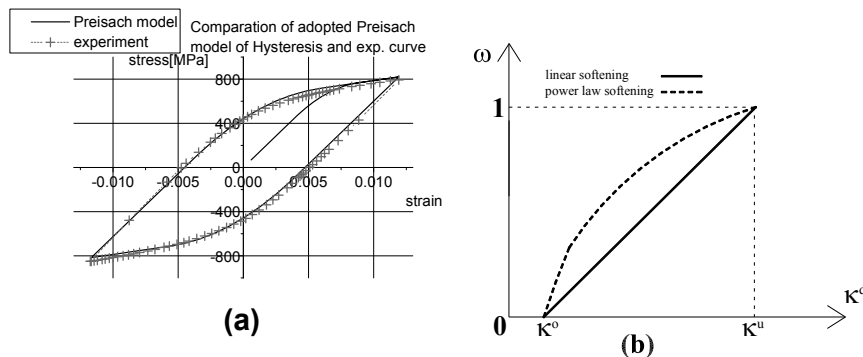 Preisach model
experiment
Comparation of adopted Preisach
model of Hysteresis and exp. curve
stress[MPa]
800
400
0
-0.010 -0.005 0.000 0.005 0.010
strain
-400
-800
(a)
ω
linear softening
power law softening
1
0
κᵒ
κᵘ
κᶜ
(b)